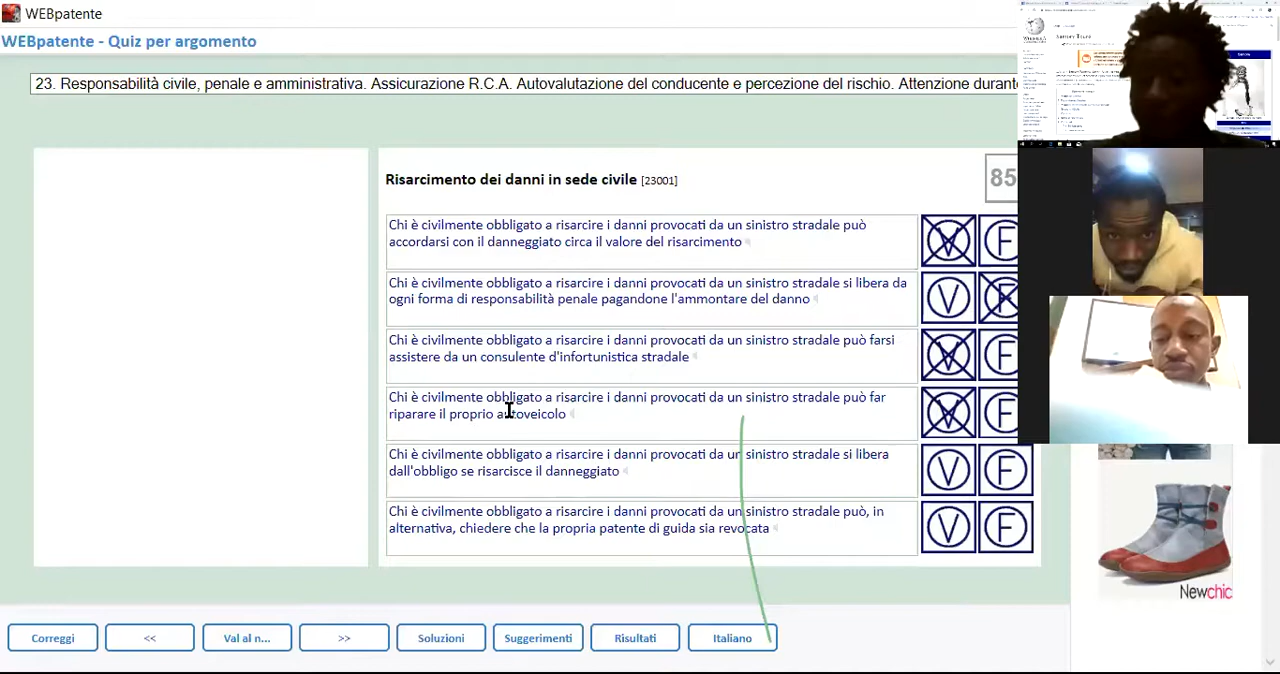 WEBpatente
WEBpatente - Quiz per argomento
23. Responsabilità civile, penale e amministrativa. Assicurazione r.c.a. Autocontrollo e atteggiamento positivo nel rischio. Attenzione durante
Risarcimento dei danni in sede civile [23001]
85
Chi è civilmente obbligato a risarcire i danni provocati da un sinistro stradale può
accordarsi con il danneggiato circa il valore del risarcimento
V F
Chi è civilmente obbligato a risarcire i danni provocati da un sinistro stradale si libera da
ogni forma di responsabilità penale pagandone l'ammontare del danno
V F
Chi è civilmente obbligato a risarcire i danni provocati da un sinistro stradale può farsi
assistere da un consulente d'infortunistica stradale
V F
Chi è civilmente obbligato a risarcire i danni provocati da un sinistro stradale può far
riparare il proprio autoveicolo
V F
Chi è civilmente obbligato a risarcire i danni provocati da un sinistro stradale si libera
dall'obbligo se risarcisce il danneggiato
V F
Chi è civilmente obbligato a risarcire i danni provocati da un sinistro stradale può, in
alternativa, chiedere che la propria patente di guida sia revocata
V F
Newchic
Correggi << Val al n... >> Soluzioni Suggerimenti Risultati Italiano